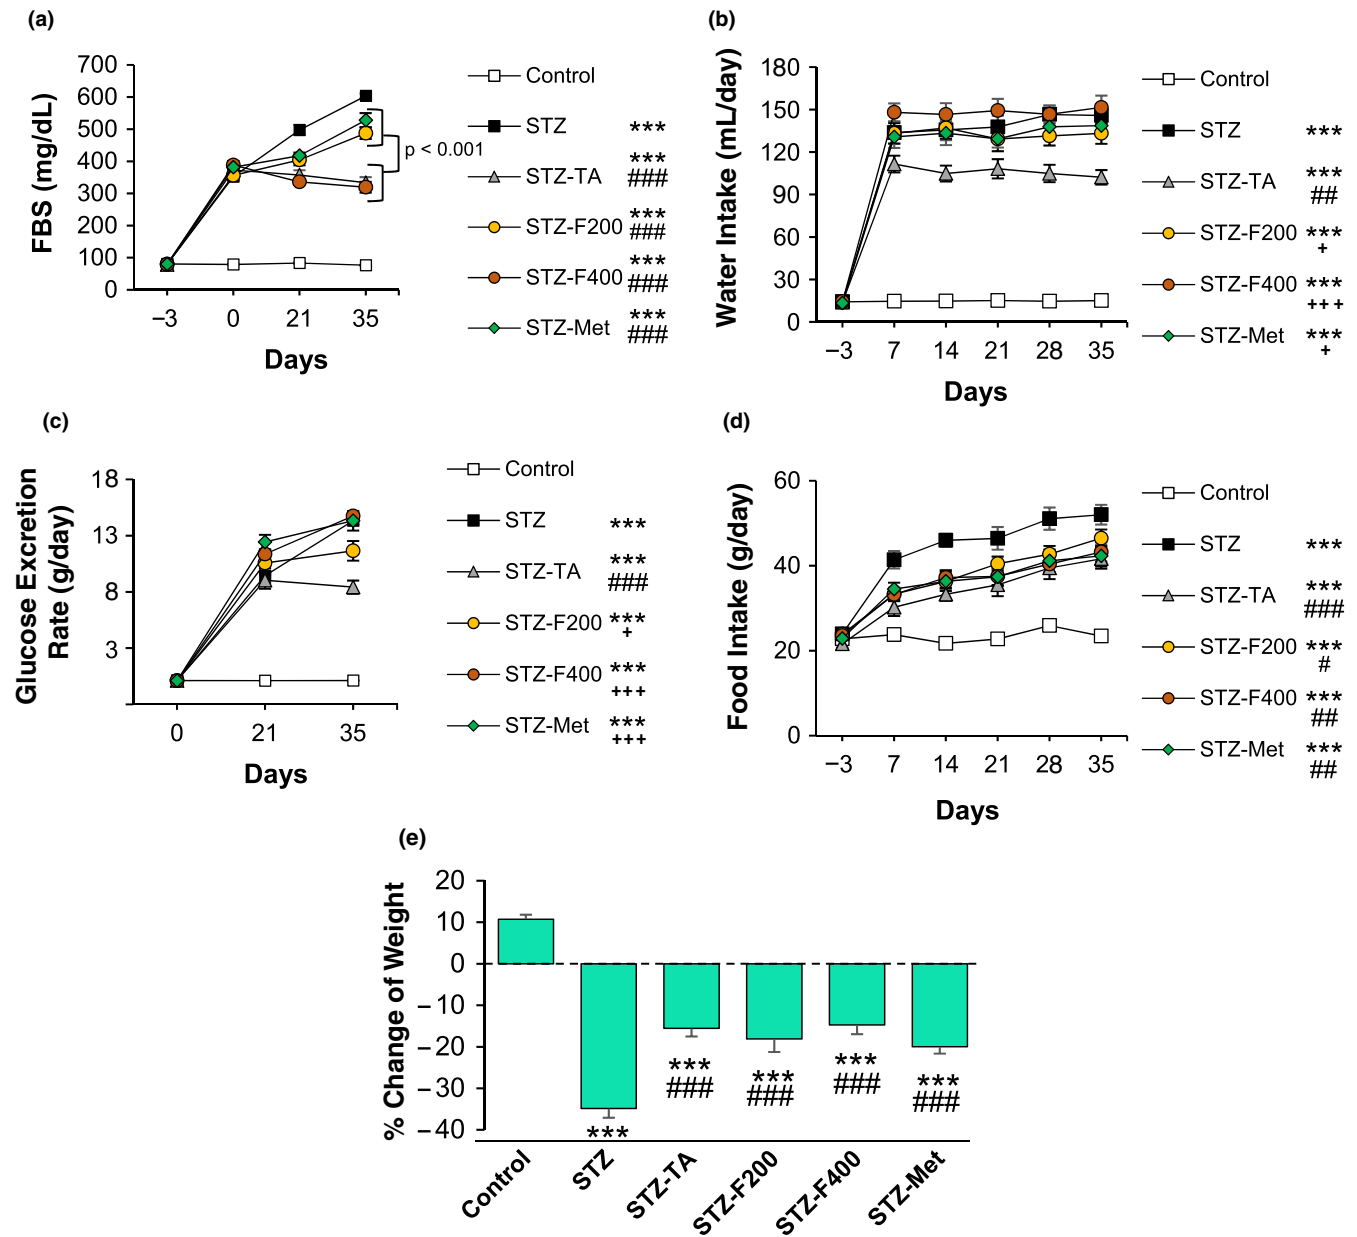 (a)
FBS (mg/dL)
700
600
500
400
300
200
100
0
−3 0 21 35
Days
p < 0.001
Control
STZ ***
STZ-TA ***
###
STZ-F200 ***
###
STZ-F400 ***
###
STZ-Met ***
###
(b)
Water Intake (mL/day)
180
150
120
90
60
30
0
−3 7 14 21 28 35
Days
Control
STZ ***
STZ-TA ***
##
STZ-F200 ***
+
STZ-F400 ***
+++
STZ-Met ***
+
(c)
Glucose Excretion
Rate (g/day)
18
13
8
3
0 21 35
Days
Control
STZ ***
STZ-TA ***
###
STZ-F200 ***
+
STZ-F400 ***
+++
STZ-Met ***
+++
(d)
Food Intake (g/day)
60
40
20
0
−3 7 14 21 28 35
Days
Control
STZ ***
STZ-TA ***
###
STZ-F200 ***
#
STZ-F400 ***
##
STZ-Met ***
##
(e)
% Change of Weight
20
10
0
−10
−20
−30
−40
***
***
###
***
###
***
###
***
###
Control
STZ
STZ-TA
STZ-F200
STZ-F400
STZ-Met